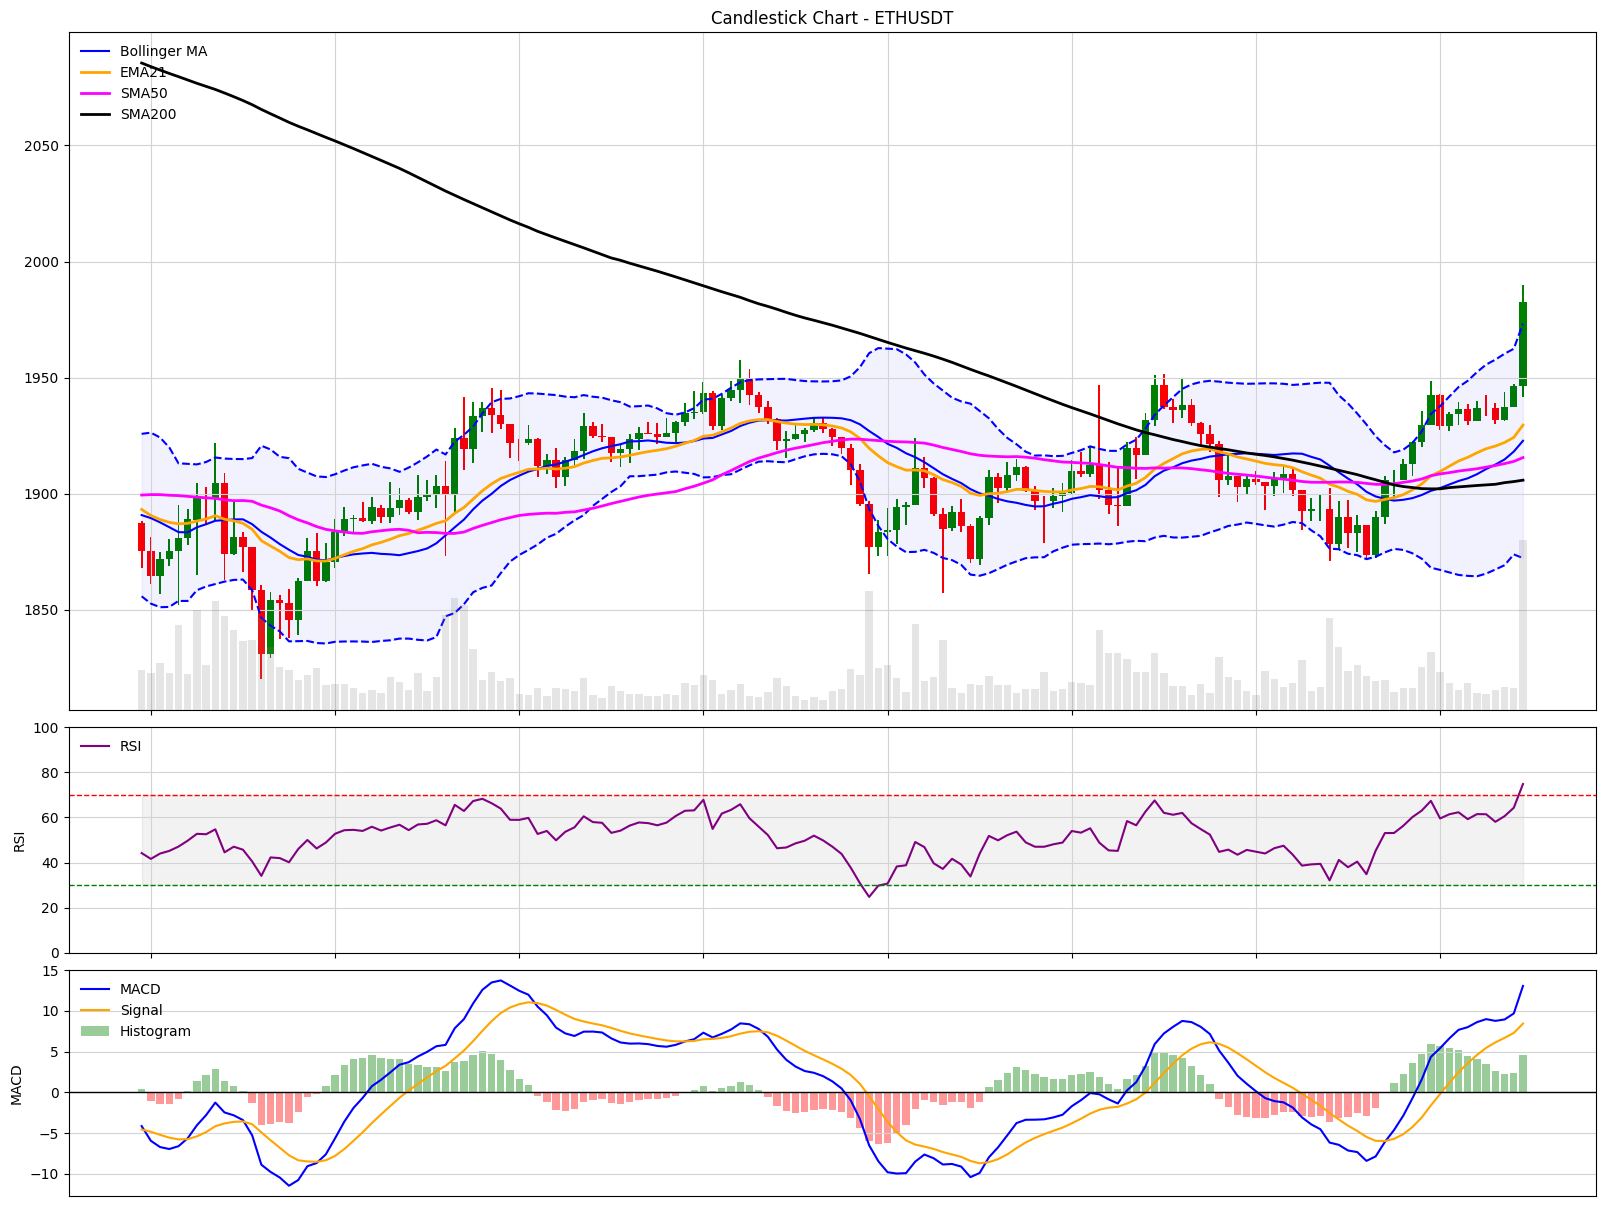 Candlestick Chart - ETHUSDT
Bollinger MA
EMA21
SMA50
SMA200
2050
2000
1950
1900
1850
100
80
60
40
20
0
RSI
RSI
15
10
5
0
−5
−10
MACD
MACD
Signal
Histogram